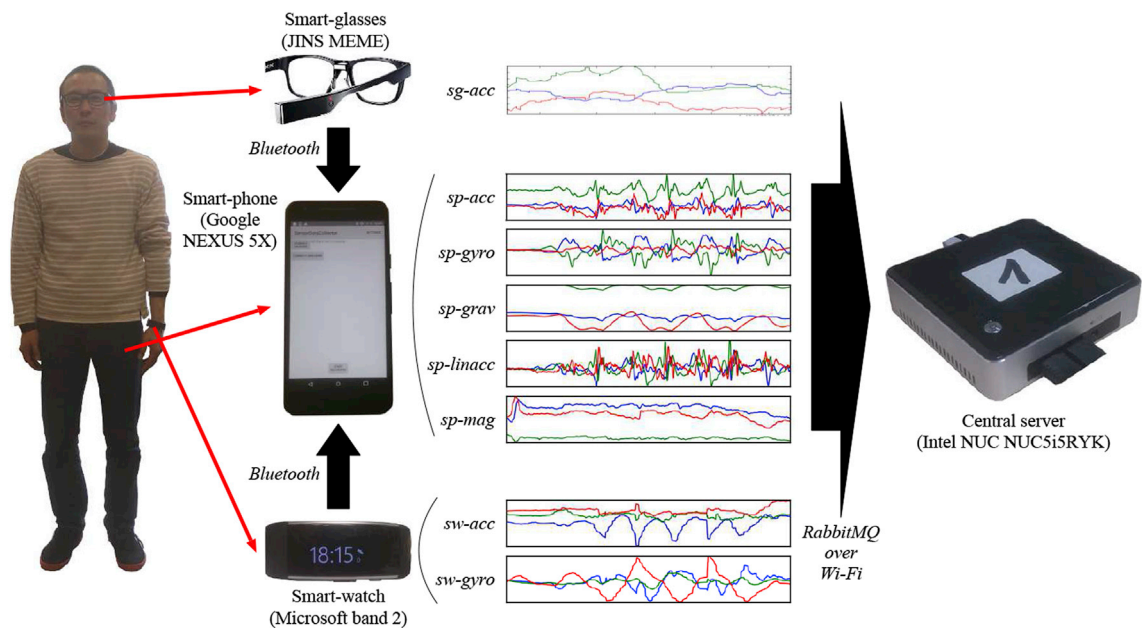 Smart-glasses
(JINS MEME)
sg-acc
Bluetooth
Smart-phone
(Google
NEXUS 5X)
sp-acc
sp-gyro
sp-grav
sp-linacc
sp-mag
Central server
(Intel NUC NUC5i5RYK)
Bluetooth
18:15
sw-acc
sw-gyro
Smart-watch
(Microsoft band 2)
RabbitMQ
over
Wi-Fi